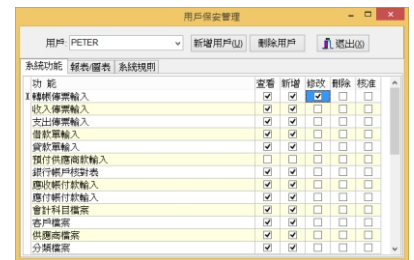 用戶保安管理
用戶: PETER 新增用戶(U) 刪除用戶 退出(X)
系統功能 報表/圖表 系統規則
功 能 查看 新增 修改 刪除 核准
轉帳傳票輸入
收入傳票輸入
支出傳票輸入
借款單輸入
貸款單輸入
預付供應商款輸入
銀行帳戶核對表
應收帳付款輸入
應付帳付款輸入
會計科目檔案
客戶檔案
供應商檔案
分類檔案